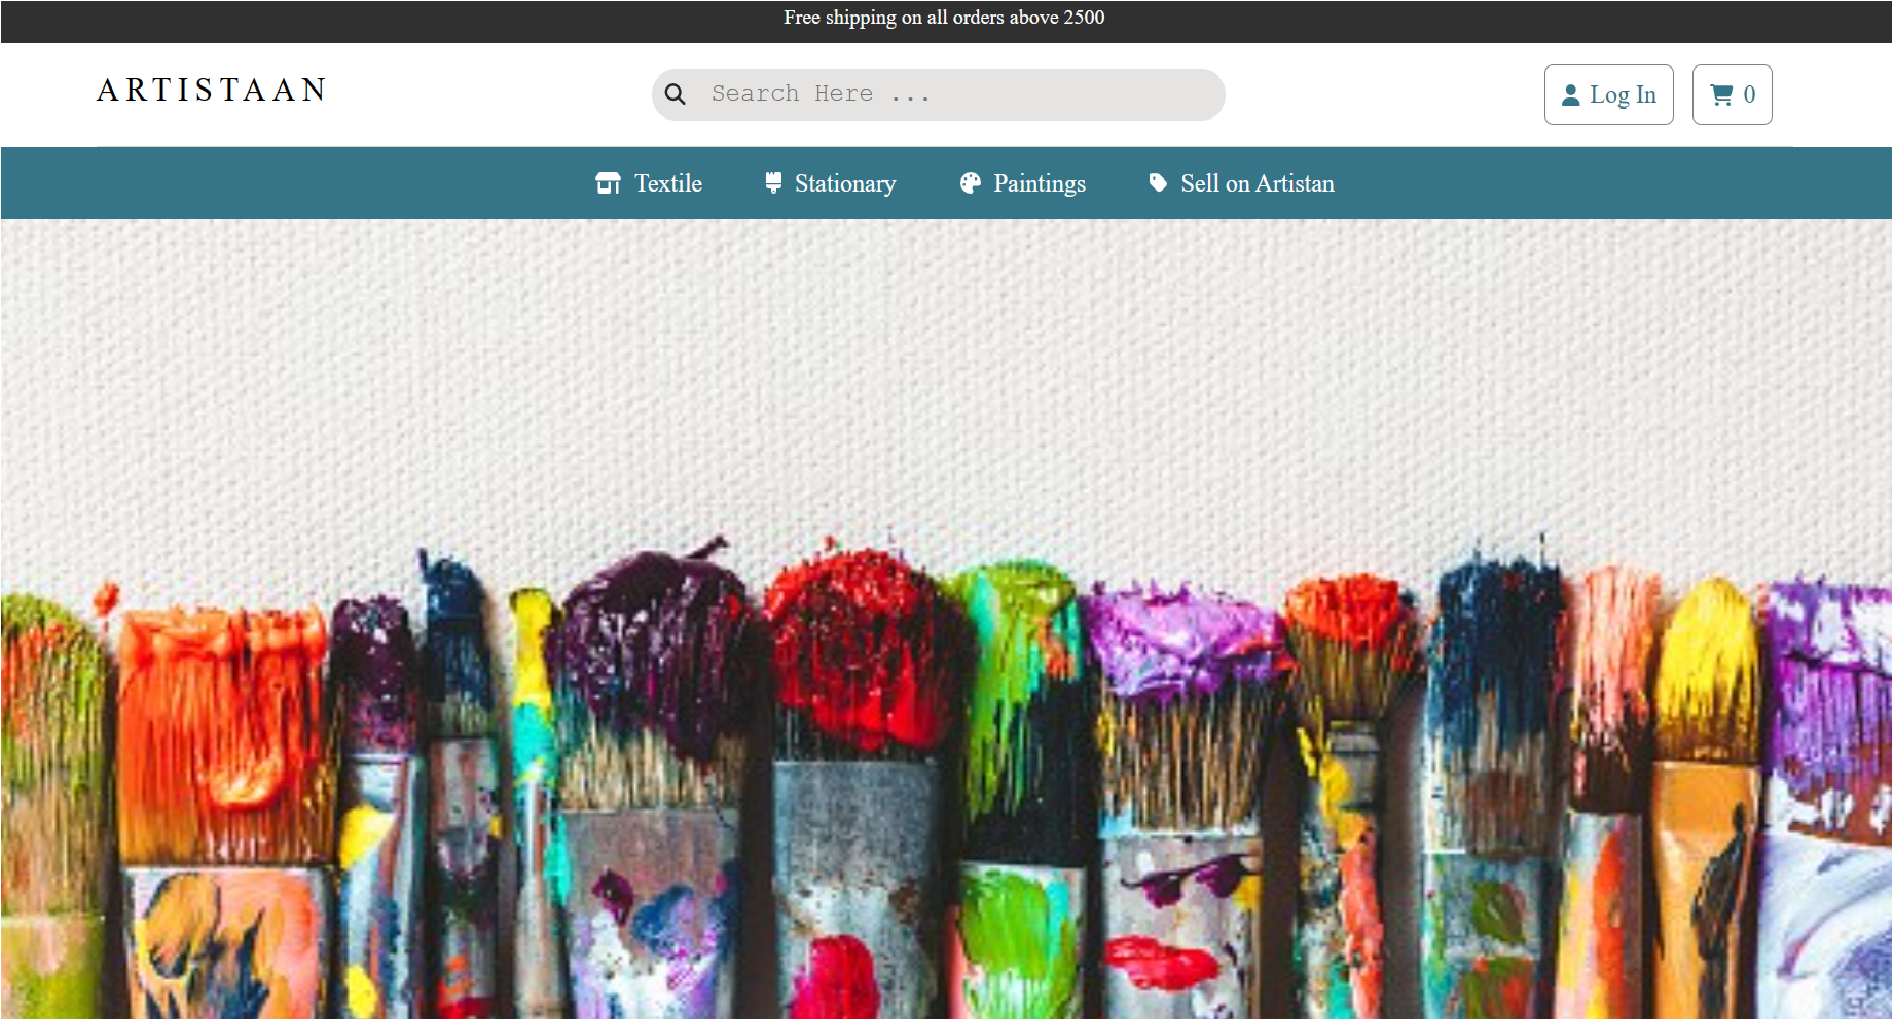 Free shipping on all orders above 2500
ARTISTAAN
Search Here ...
Log In
0
Textile
Stationary
Paintings
Sell on Artistan